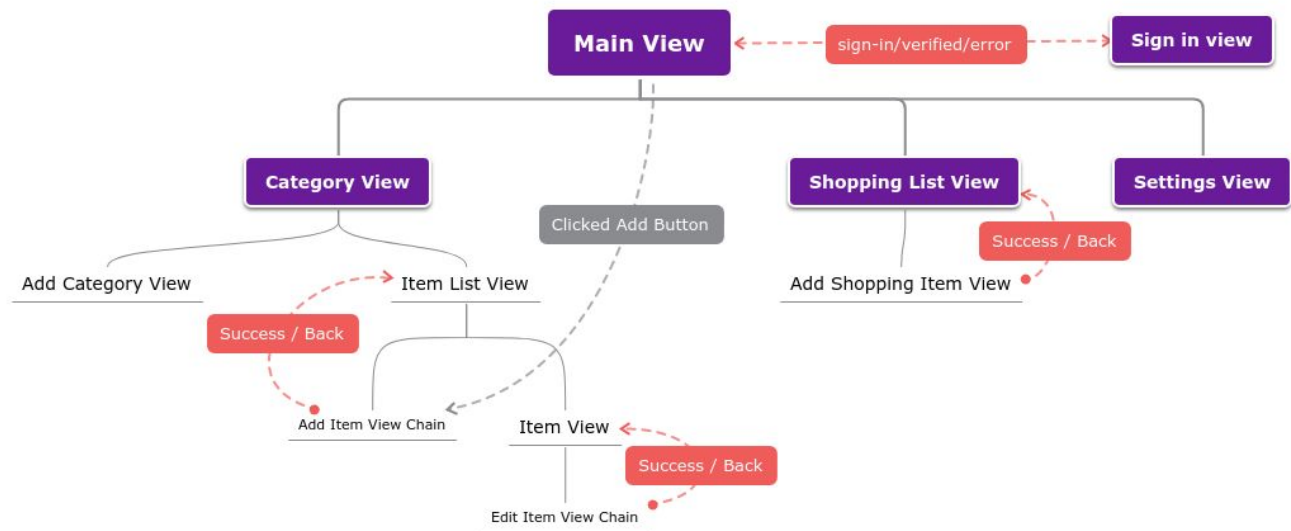 Main View
sign-in/verified/error
Sign in view
Category View
Shopping List View
Settings View
Clicked Add Button
Success / Back
Add Category View
Item List View
Add Shopping Item View
Success / Back
Add Item View Chain
Item View
Success / Back
Edit Item View Chain